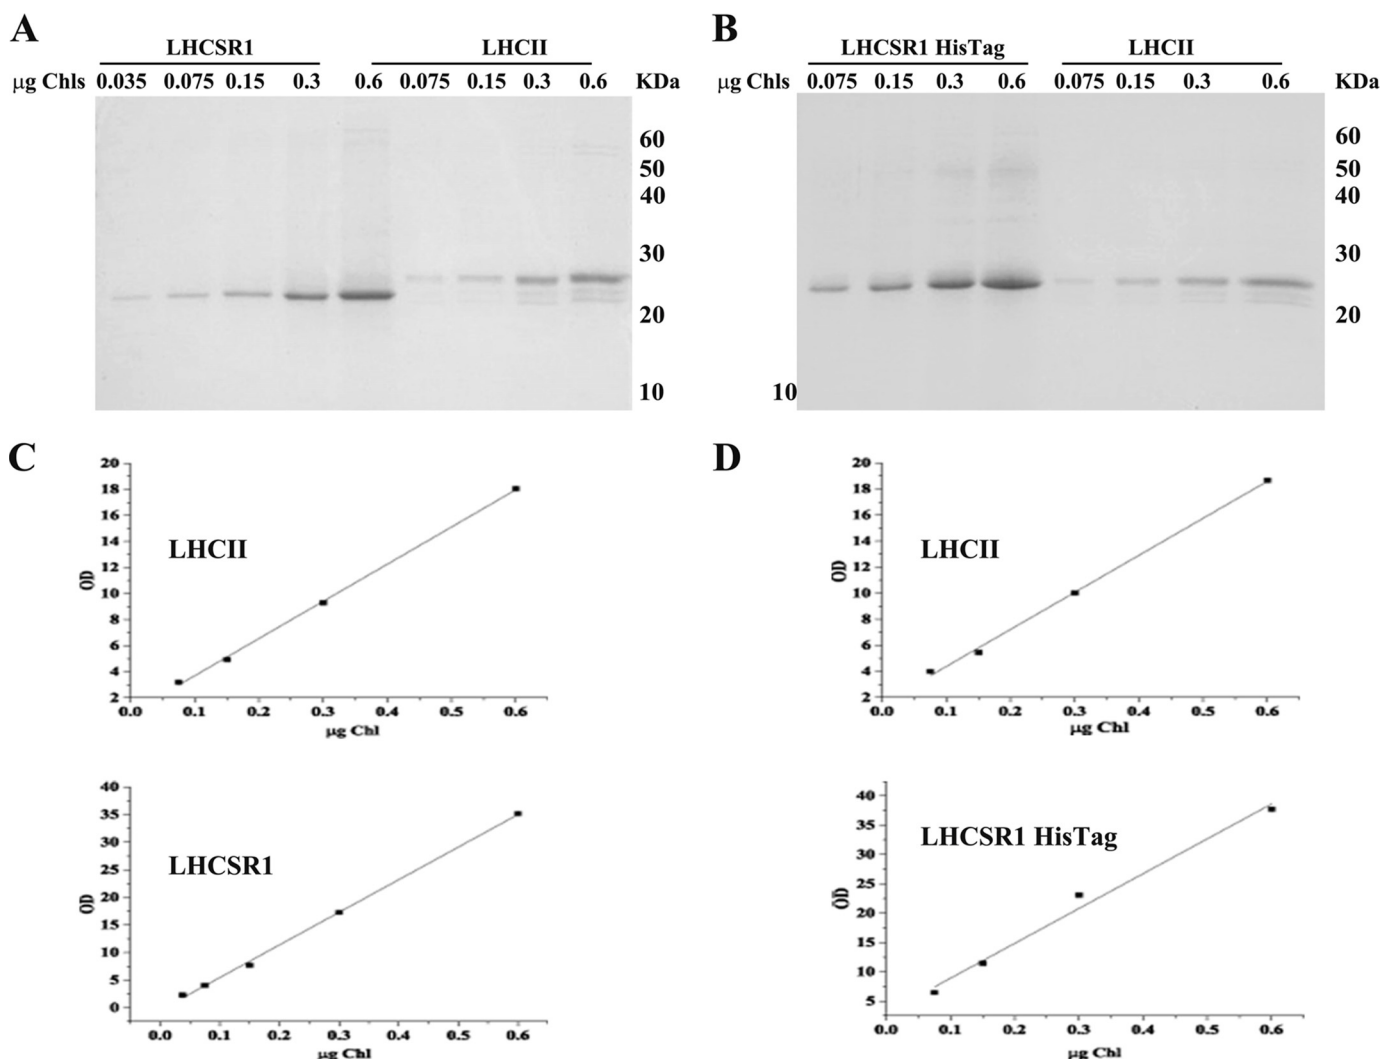 A
LHCSR1 LHCII
μg Chls 0.035 0.075 0.15 0.3 0.6 0.075 0.15 0.3 0.6 KDa
60
50
40
30
20
10
B
LHCSR1 HisTag LHCII
μg Chls 0.075 0.15 0.3 0.6 0.075 0.15 0.3 0.6 KDa
60
50
40
30
20
10
C
20
18
16
14
12
10
8
6
4
2
OD
LHCII
0.0 0.1 0.2 0.3 0.4 0.5 0.6
μg Chl
40
35
30
25
20
15
10
5
0
OD
LHCSR1
0.0 0.1 0.2 0.3 0.4 0.5 0.6
μg Chl
D
20
18
16
14
12
10
8
6
4
2
OD
LHCII
0.0 0.1 0.2 0.3 0.4 0.5 0.6
μg Chl
40
35
30
25
20
15
10
5
OD
LHCSR1 HisTag
0.0 0.1 0.2 0.3 0.4 0.5 0.6
μg Chl